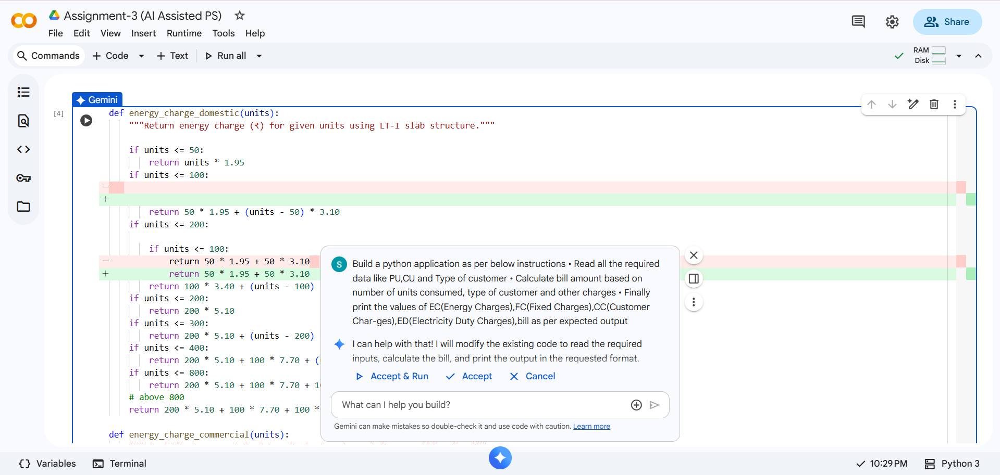 Assignment-3 (AI Assisted PS)
File Edit View Insert Runtime Tools Help
Share
Commands + Code + Text Run all
RAM
Disk
Gemini
[4]
def energy_charge_domestic(units):
"""Return energy charge (₹) for given units using LT-I slab structure."""
if units <= 50:
return units * 1.95
if units <= 100:
−
+
return 50 * 1.95 + (units - 50) * 3.10
if units <= 200:
if units <= 100:
− return 50 * 1.95 + 50 * 3.10
+ return 50 * 1.95 + 50 * 3.10
return 100 * 3.40 + (units - 100)
if units <= 200:
return 200 * 5.10
if units <= 300:
return 200 * 5.10 + (units - 200)
if units <= 400:
return 200 * 5.10 + 100 * 7.70 + (
if units <= 800:
return 200 * 5.10 + 100 * 7.70 + 1
# above 800
return 200 * 5.10 + 100 * 7.70 + 100 *
def energy_charge_commercial(units):
S
Build a python application as per below instructions • Read all the required
data like PU,CU and Type of customer • Calculate bill amount based on
number of units consumed, type of customer and other charges • Finally
print the values of EC(Energy Charges),FC(Fixed Charges),CC(Customer
Char-ges),ED(Electricity Duty Charges),bill as per expected output
I can help with that! I will modify the existing code to read the required
inputs, calculate the bill, and print the output in the requested format.
Accept & Run Accept Cancel
What can I help you build?
Gemini can make mistakes so double-check it and use code with caution. Learn more
Variables Terminal
10:29 PM Python 3